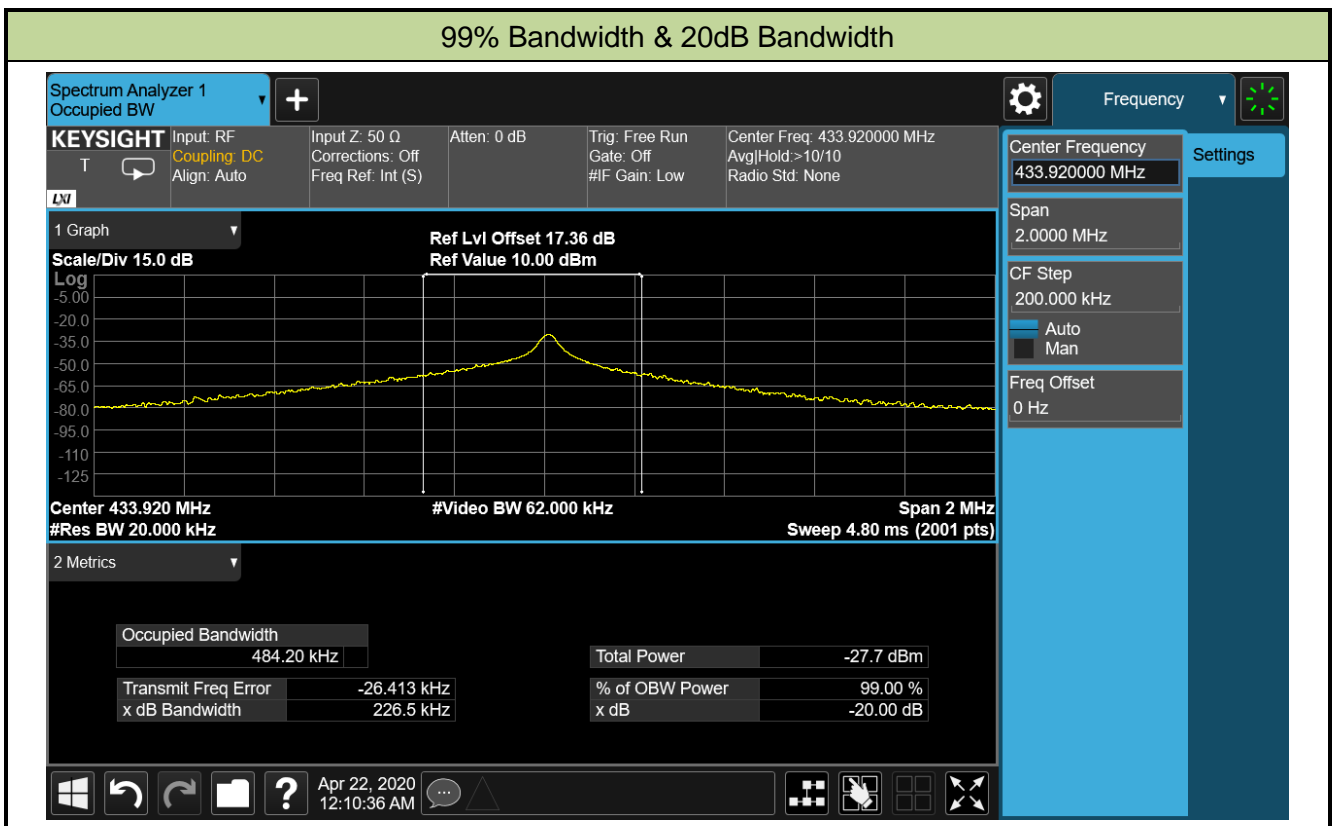 99% Bandwidth & 20dB Bandwidth
Spectrum Analyzer 1
Occupied BW
Frequency
KEYSIGHT
T
LXI
Input: RF
Coupling: DC
Align: Auto
Input Z: 50 Ω
Corrections: Off
Freq Ref: Int (S)
Atten: 0 dB
Trig: Free Run
Gate: Off
#IF Gain: Low
Center Freq: 433.920000 MHz
Avg|Hold:>10/10
Radio Std: None
Center Frequency
433.920000 MHz
Settings
Span
2.0000 MHz
CF Step
200.000 kHz
Auto
Man
Freq Offset
0 Hz
1 Graph
Scale/Div 15.0 dB
Ref Lvl Offset 17.36 dB
Ref Value 10.00 dBm
Log
-5.00
-20.0
-35.0
-50.0
-65.0
-80.0
-95.0
-110
-125
Center 433.920 MHz
#Video BW 62.000 kHz
Span 2 MHz
#Res BW 20.000 kHz
Sweep 4.80 ms (2001 pts)
2 Metrics
Occupied Bandwidth
484.20 kHz
Total Power -27.7 dBm
Transmit Freq Error -26.413 kHz
% of OBW Power 99.00 %
x dB Bandwidth 226.5 kHz
x dB -20.00 dB
?
Apr 22, 2020
12:10:36 AM